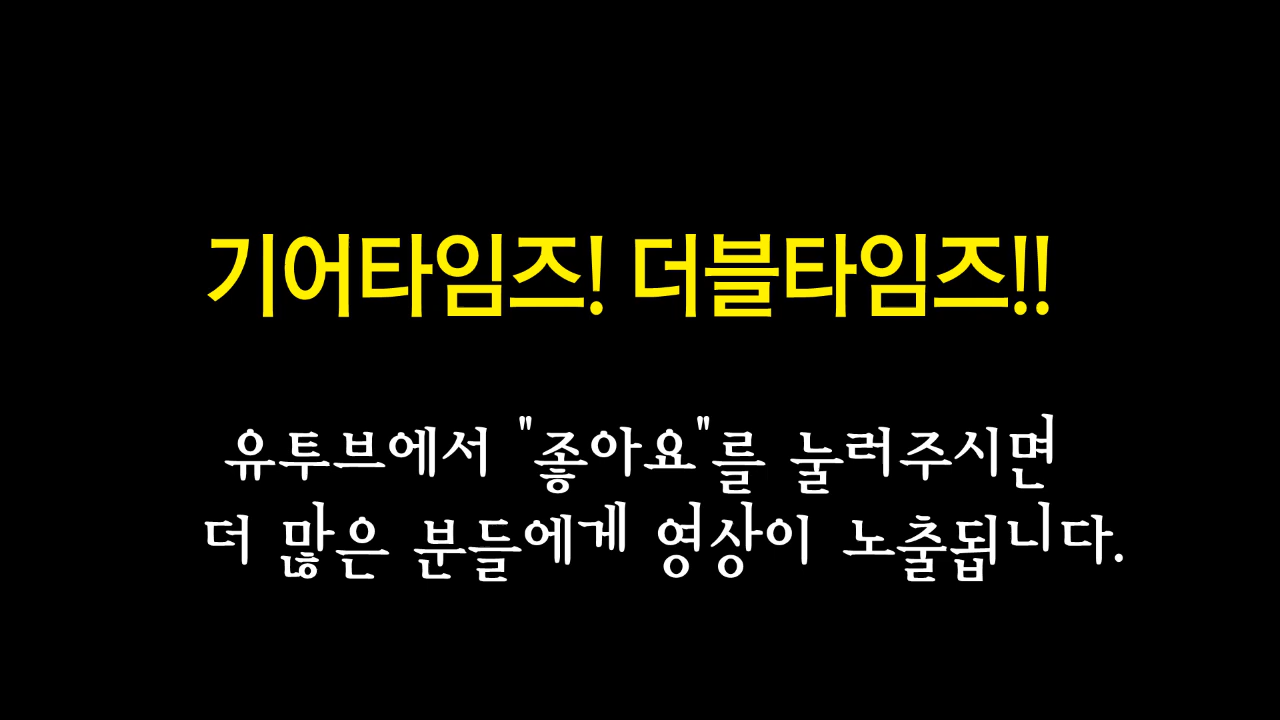 기어타임즈! 더블타임즈!!
유투브에서 "좋아요"를 눌러주시면
더 많은 분들에게 영상이 노출됩니다.